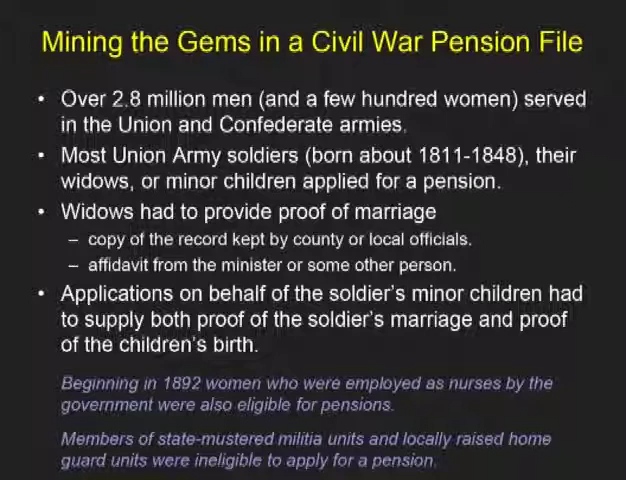 Mining the Gems in a Civil War Pension File
• Over 2.8 million men (and a few hundred women) served
in the Union and Confederate armies.
• Most Union Army soldiers (born about 1811-1848), their
widows, or minor children applied for a pension.
• Widows had to provide proof of marriage
– copy of the record kept by county or local officials.
– affidavit from the minister or some other person.
• Applications on behalf of the soldier's minor children had
to supply both proof of the soldier's marriage and proof
of the children's birth.
Beginning in 1892 women who were employed as nurses by the
government were also eligible for pensions.
Members of state-mustered militia units and locally raised home
guard units were ineligible to apply for a pension.